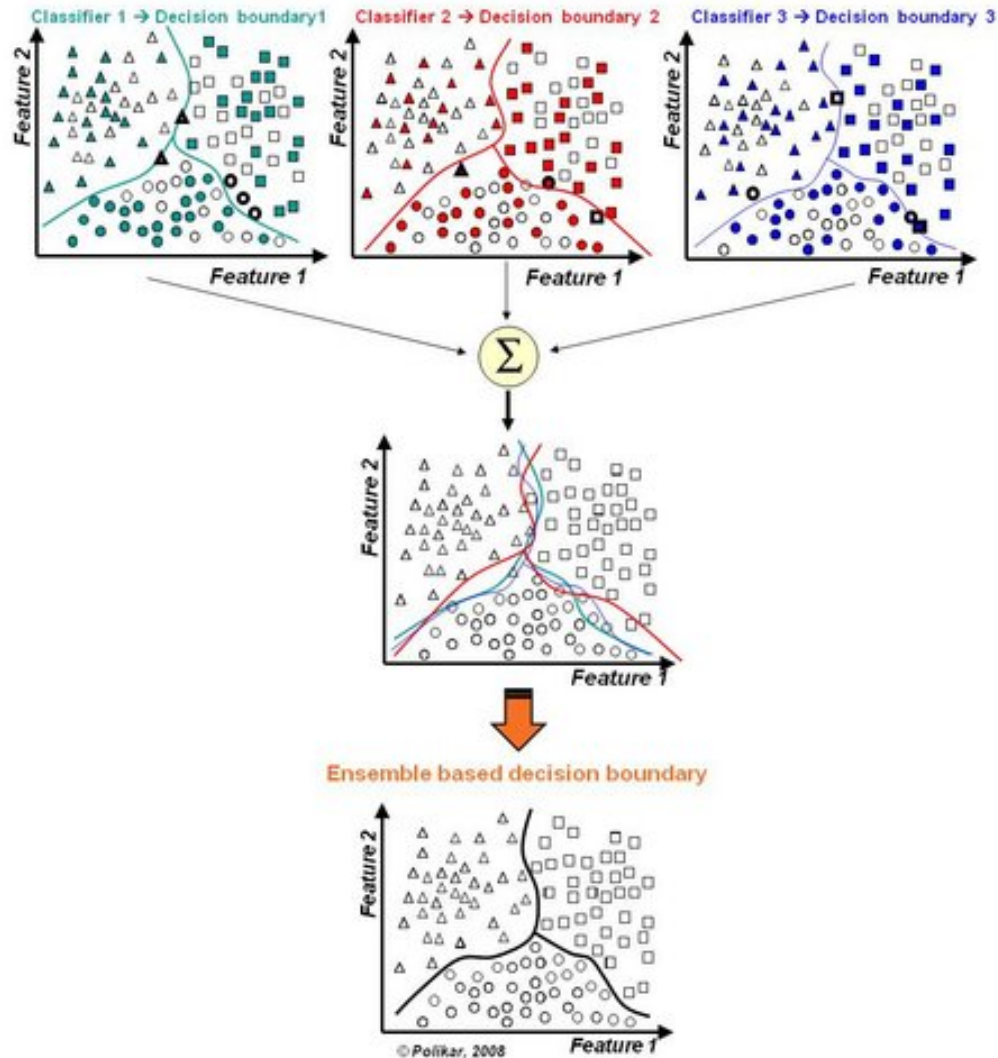 Classifier 1 → Decision boundary1
Classifier 2 → Decision boundary 2
Classifier 3 → Decision boundary 3
Feature 2
Feature 1
Feature 2
Feature 1
Feature 2
Feature 1
Σ
Feature 2
Feature 1
Ensemble based decision boundary
Feature 2
Feature 1
©Polikar, 2008